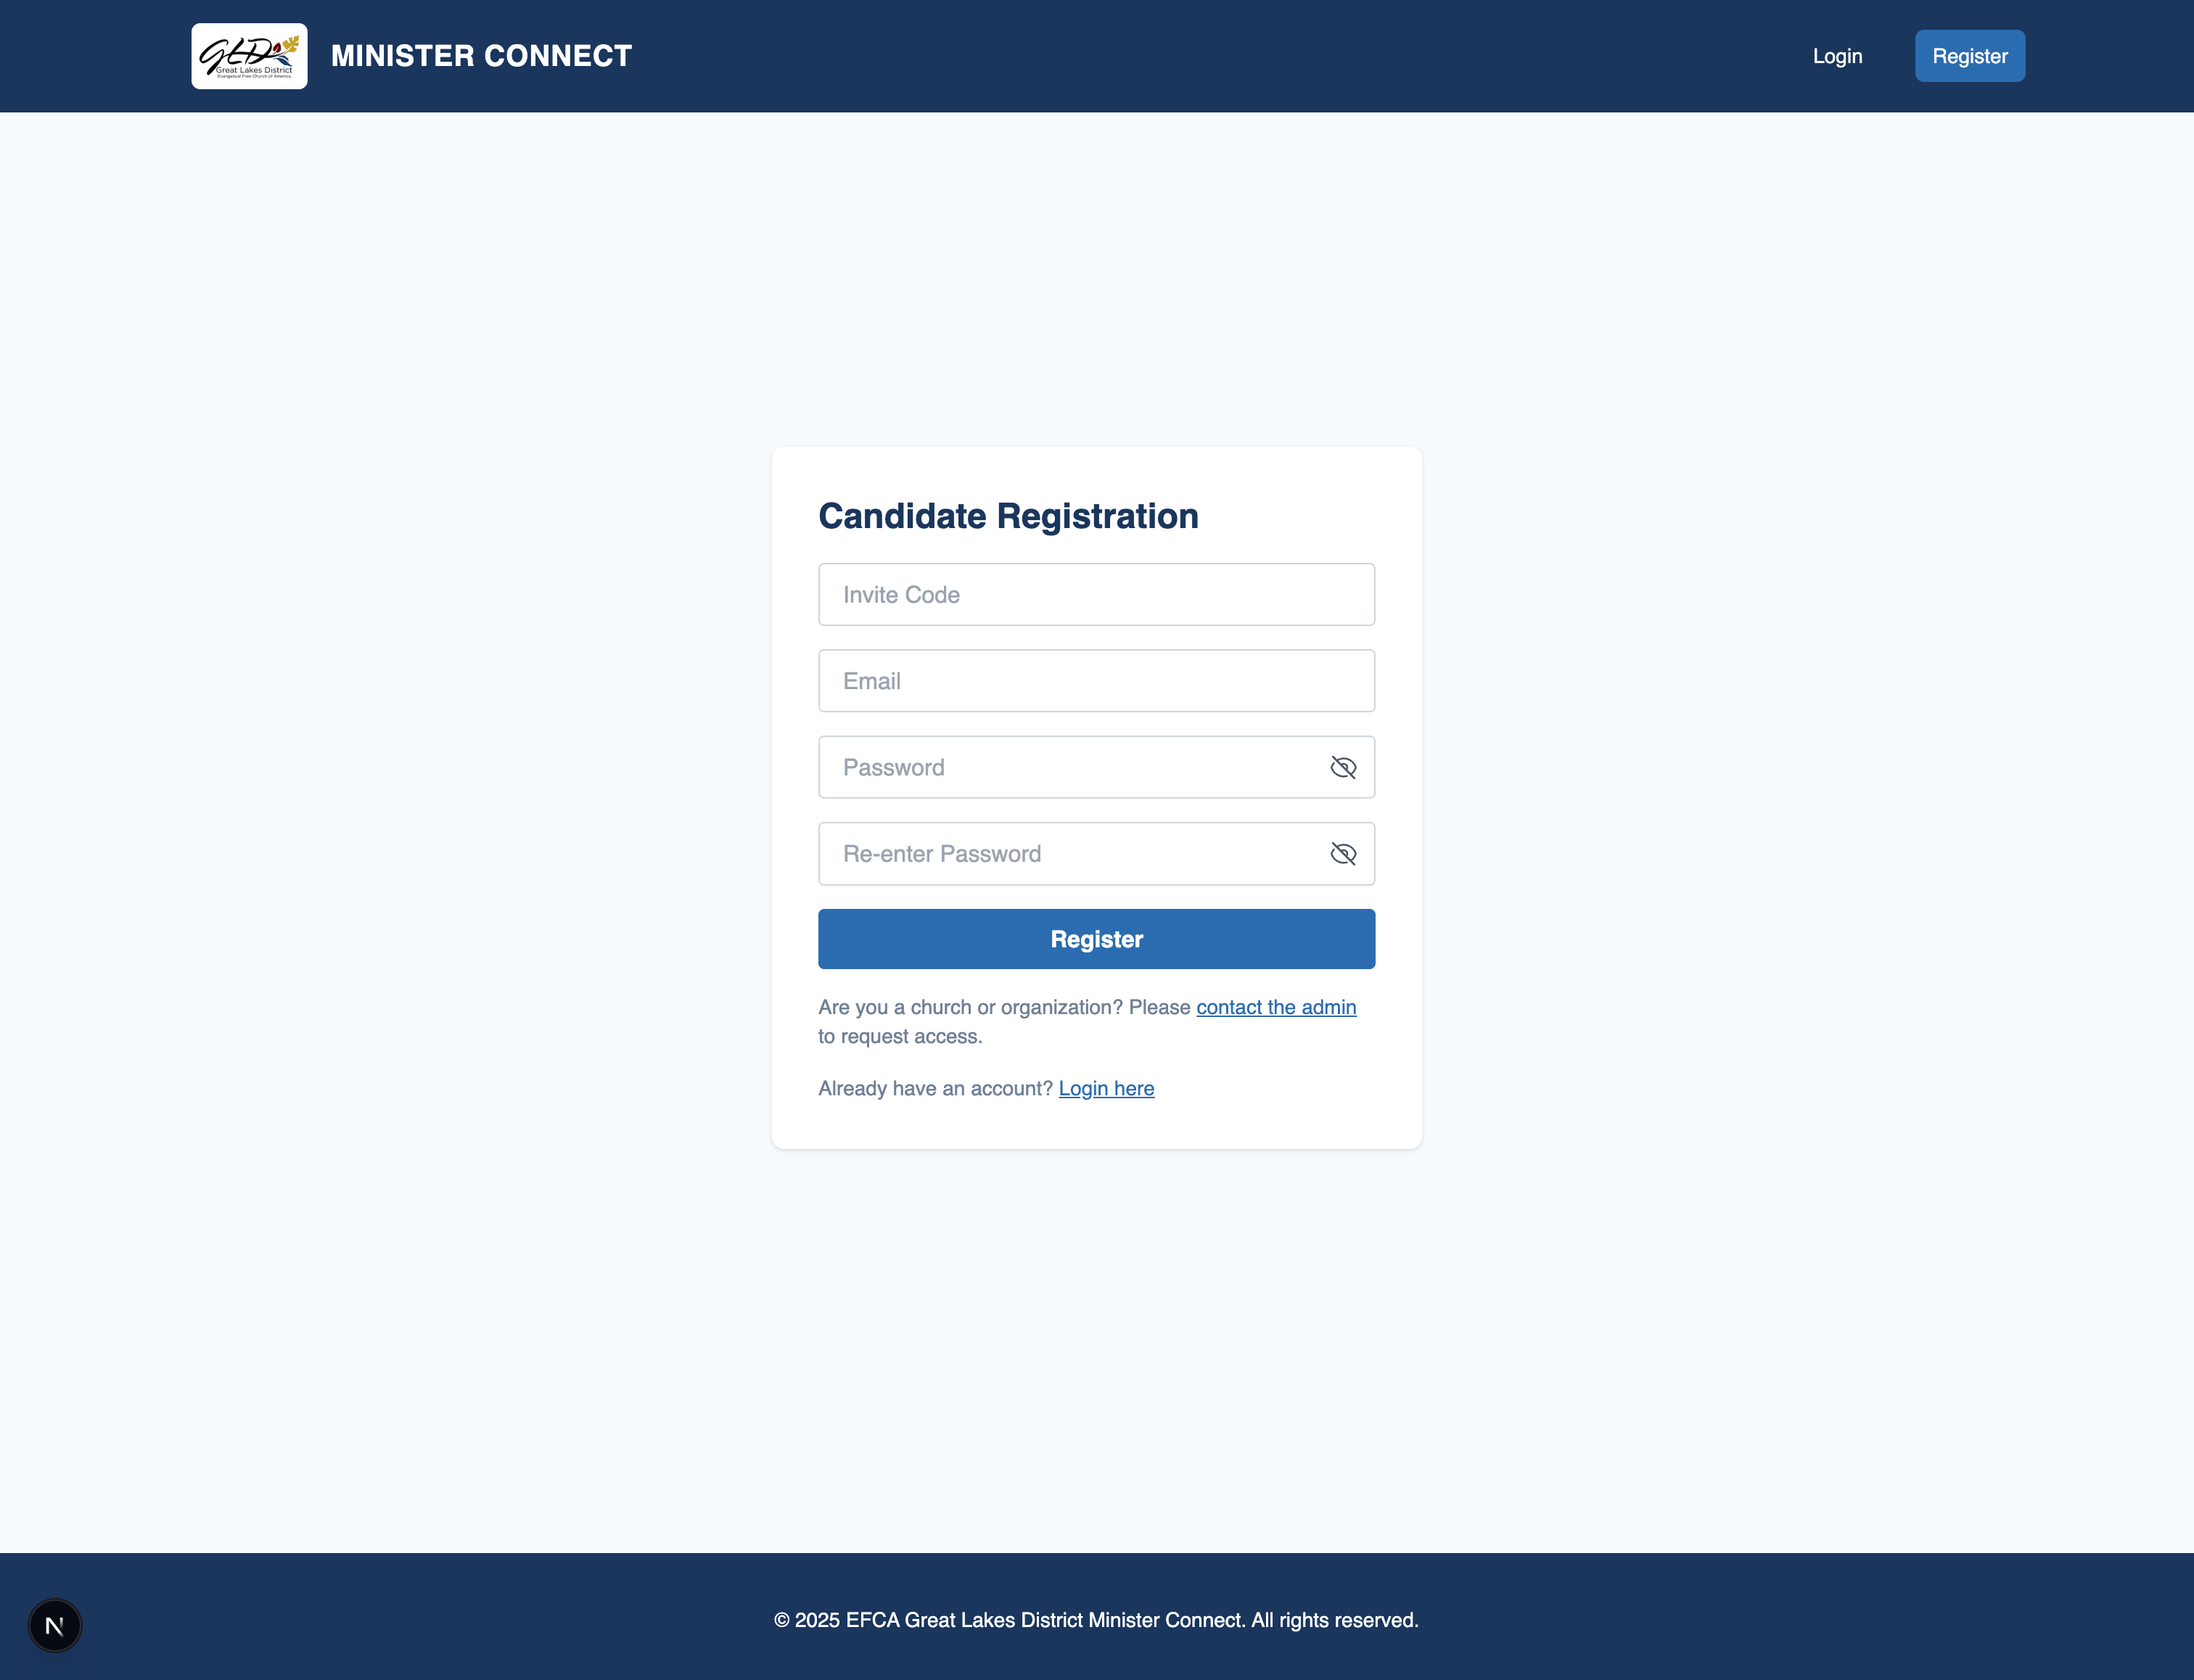 GLD
Great Lakes District
Evangelical Free Church of America
MINISTER CONNECT
Login
Register
Candidate Registration
Invite Code
Email
Password
Re-enter Password
Register
Are you a church or organization? Please contact the admin
to request access.
Already have an account? Login here
N
© 2025 EFCA Great Lakes District Minister Connect. All rights reserved.